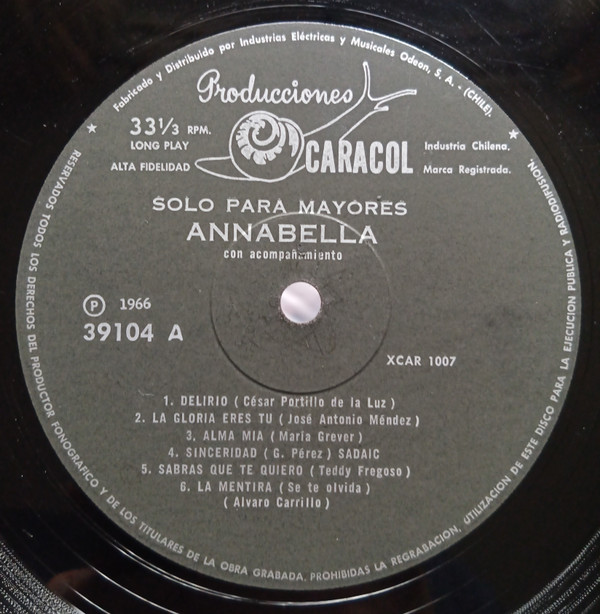 Fabricado y Distribuido por Industrias Eléctricas y Musicales Odeon, S. A. - (CHILE).
Producciones
CARACOL
33 1/3 RPM.
LONG PLAY
ALTA FIDELIDAD
Industria Chilena.
Marca Registrada.
SOLO PARA MAYORES
ANNABELLA
con acompañamiento
Ⓟ 1966
39104 A
XCAR 1007
1. DELIRIO (César Portillo de la Luz)
2. LA GLORIA ERES TU (José Antonio Méndez)
3. ALMA MIA (María Grever)
4. SINCERIDAD (G. Pérez) SADAIC
5. SABRAS QUE TE QUIERO (Teddy Fregoso)
6. LA MENTIRA (Se te olvida)
(Alvaro Carrillo)
★ RESERVADOS TODOS LOS DERECHOS DEL PRODUCTOR FONOGRAFICO Y DE LOS TITULARES DE LA OBRA GRABADA. PROHIBIDAS LA REGRABACION, UTILIZACION DE ESTE DISCO PARA LA EJECUCION PUBLICA Y RADIODIFUSION. ★